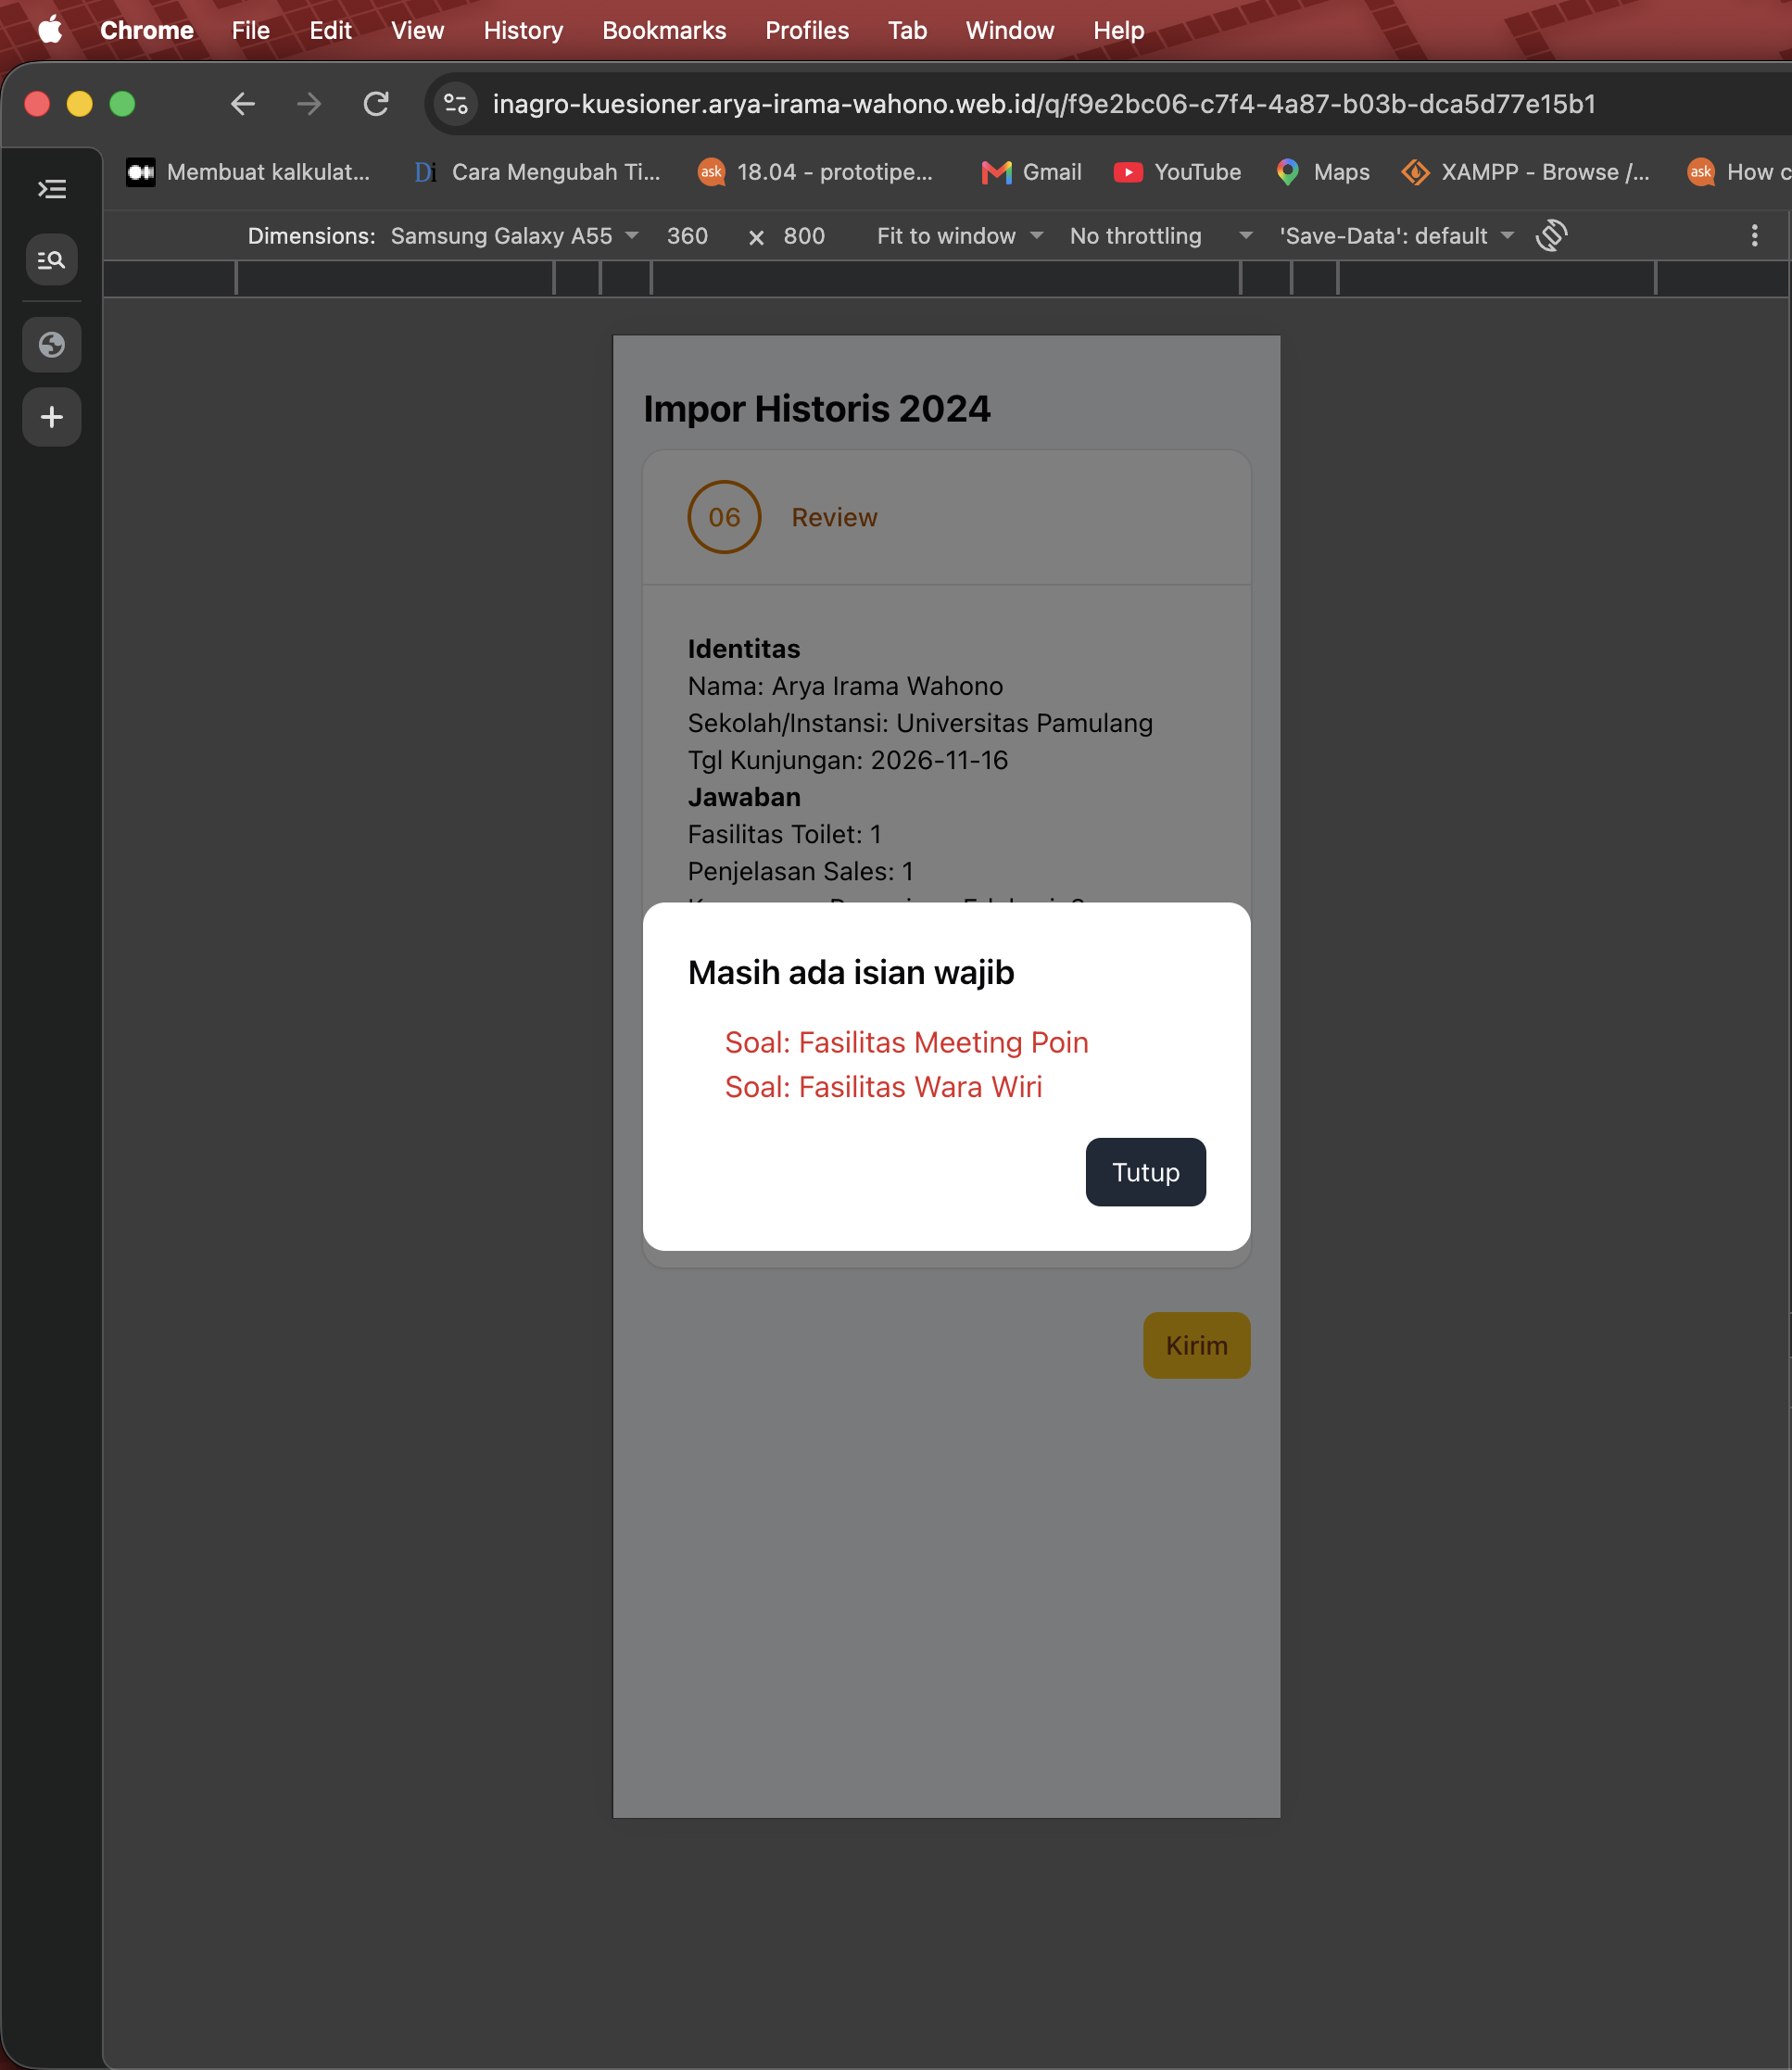 Chrome File Edit View History Bookmarks Profiles Tab Window Help
inagro-kuesioner.arya-irama-wahono.web.id/q/f9e2bc06-c7f4-4a87-b03b-dca5d77e15b1
Membuat kalkulat... Di Cara Mengubah Ti... ask 18.04 - prototipe... Gmail YouTube Maps XAMPP - Browse /... ask How c
Dimensions: Samsung Galaxy A55 360 × 800 Fit to window No throttling 'Save-Data': default
Impor Historis 2024
06 Review
Identitas
Nama: Arya Irama Wahono
Sekolah/Instansi: Universitas Pamulang
Tgl Kunjungan: 2026-11-16
Jawaban
Fasilitas Toilet: 1
Penjelasan Sales: 1
Masih ada isian wajib
Soal: Fasilitas Meeting Poin
Soal: Fasilitas Wara Wiri
Tutup
Kirim